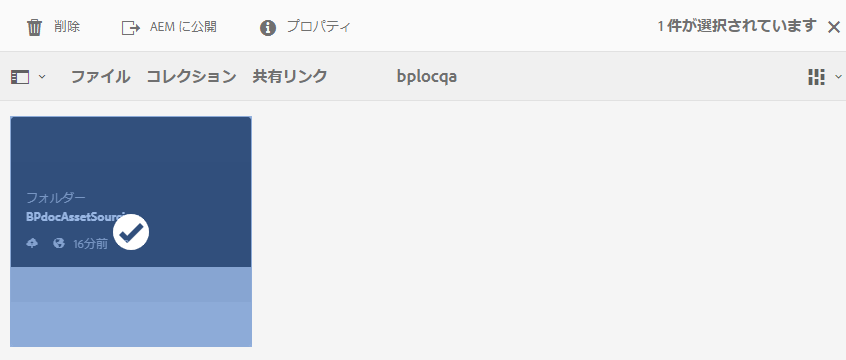 削除 AEM に公開 プロパティ 1 件が選択されています
ファイル コレクション 共有リンク bplocqa
フォルダー
16分前